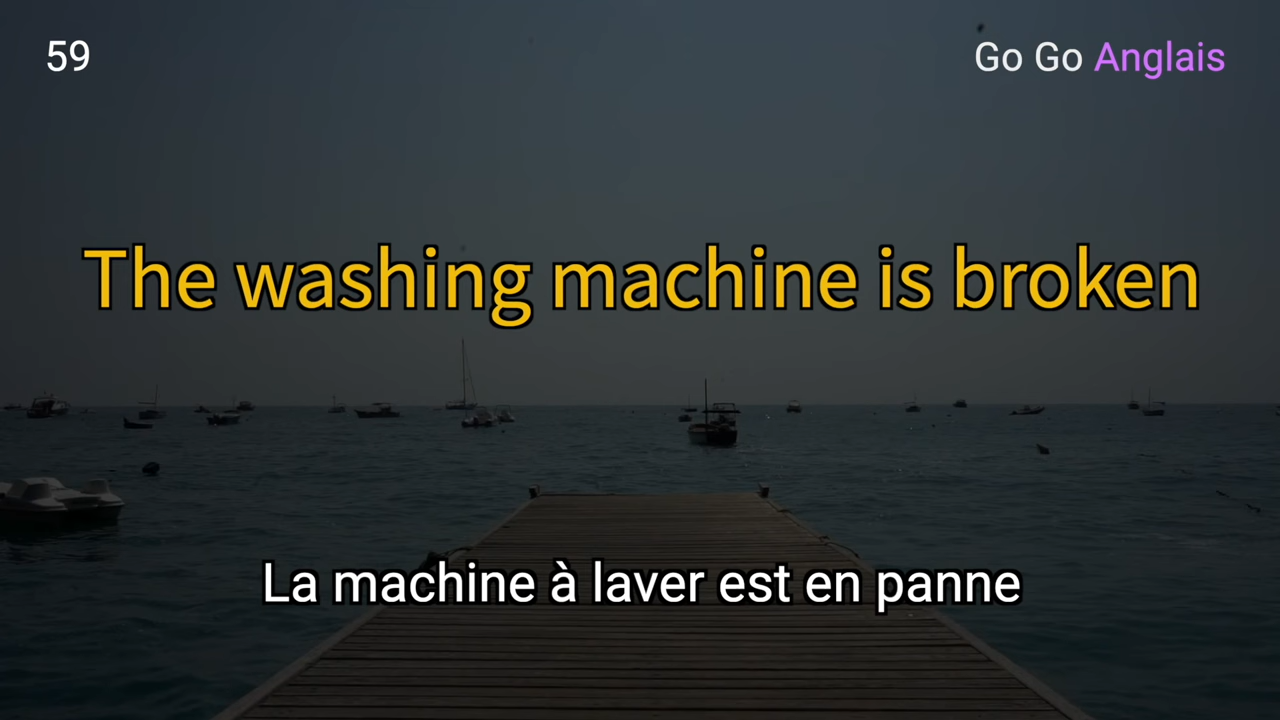 59
Go Go Anglais
The washing machine is broken
La machine à laver est en panne